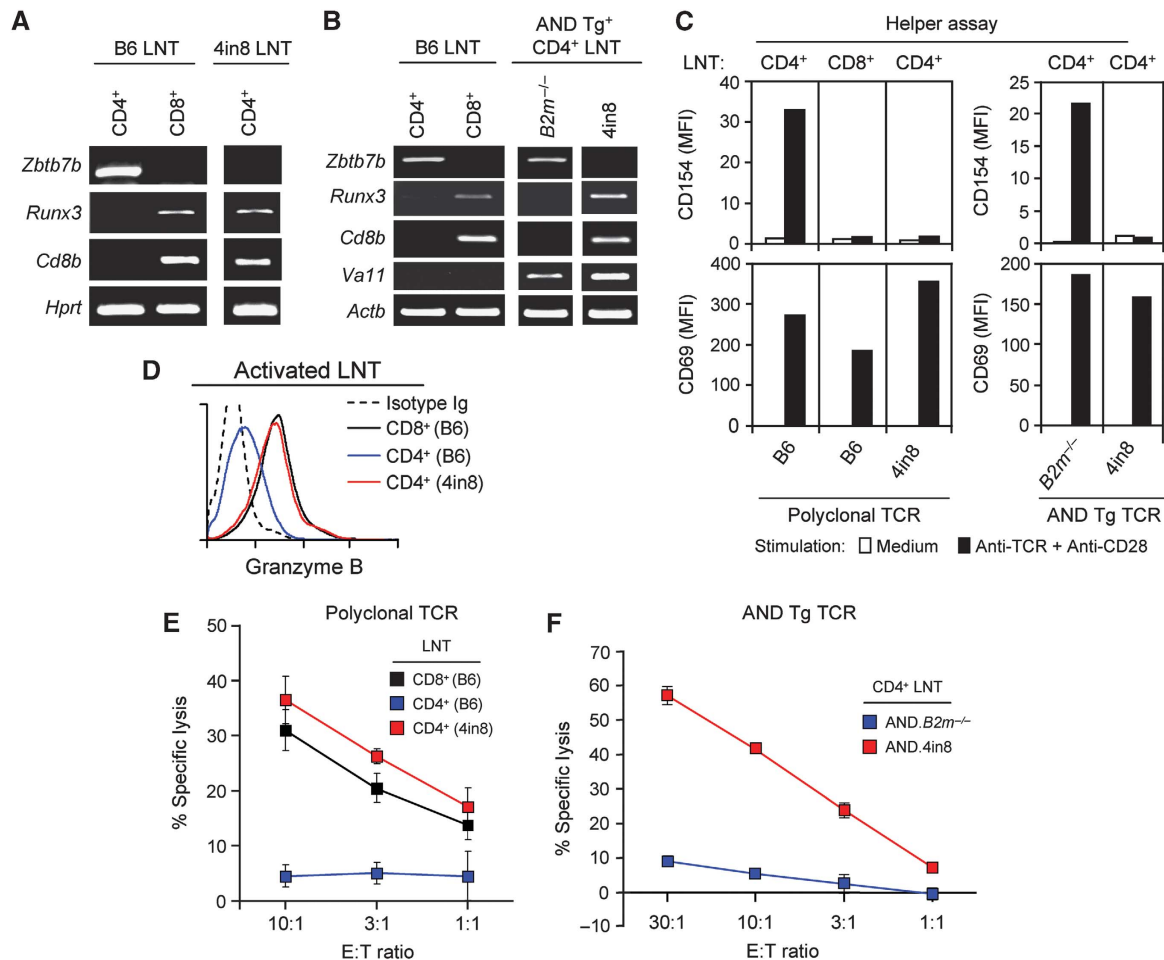 A
B6 LNT
4in8 LNT
CD4+
CD8+
CD4+
Zbtb7b
Runx3
Cd8b
Hprt
B
B6 LNT
AND Tg+
CD4+ LNT
CD4+
CD8+
B2m−/−
4in8
Zbtb7b
Runx3
Cd8b
Va11
Actb
C
Helper assay
LNT:
CD4+
CD8+
CD4+
CD4+
CD4+
CD154 (MFI)
40
30
20
10
0
CD154 (MFI)
25
20
15
10
5
0
CD69 (MFI)
400
300
200
100
0
CD69 (MFI)
200
150
100
50
0
B6
B6
4in8
B2m−/−
4in8
Polyclonal TCR
AND Tg TCR
Stimulation:
Medium
Anti-TCR + Anti-CD28
D
Activated LNT
Isotype Ig
CD8+ (B6)
CD4+ (B6)
CD4+ (4in8)
Granzyme B
E
Polyclonal TCR
% Specific lysis
50
40
30
20
10
0
10:1
3:1
1:1
E:T ratio
LNT
CD8+ (B6)
CD4+ (B6)
CD4+ (4in8)
F
AND Tg TCR
% Specific lysis
70
60
50
40
30
20
10
0
−10
30:1
10:1
3:1
1:1
E:T ratio
CD4+ LNT
AND.B2m−/−
AND.4in8